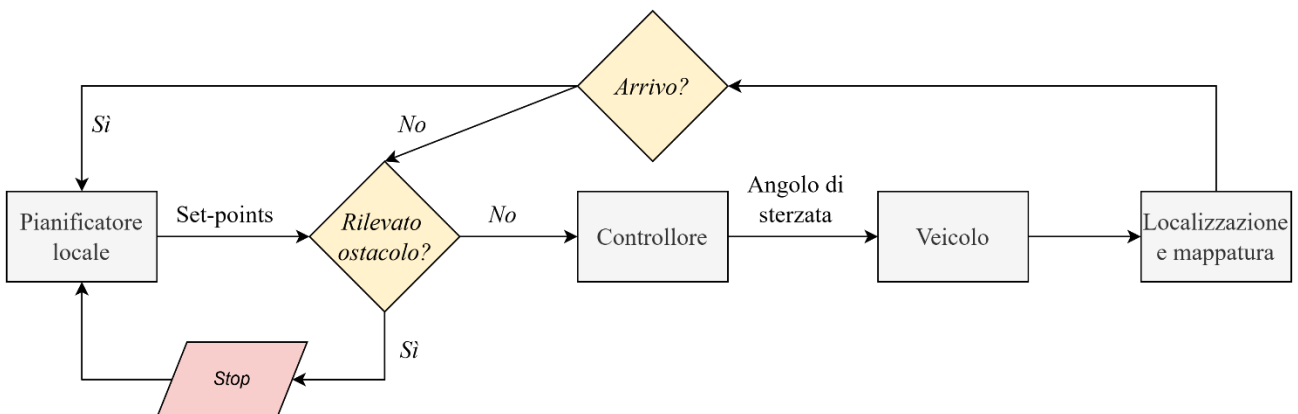 Arrivo?
Sì
No
Pianificatore
locale
Set-points
Rilevato
ostacolo?
No
Controllore
Angolo di
sterzata
Veicolo
Localizzazione
e mappatura
Sì
Stop